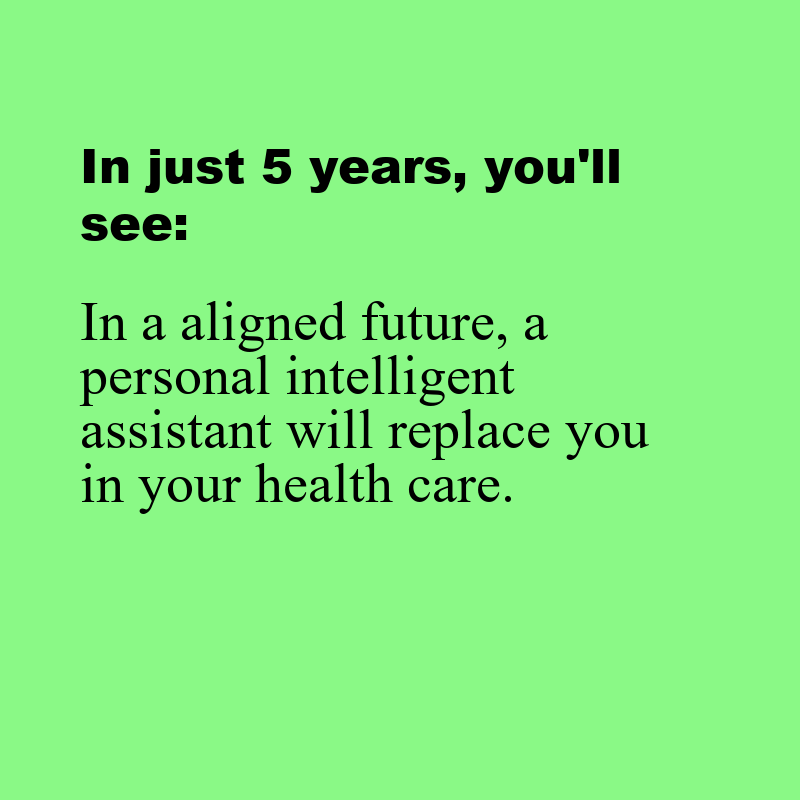 In just 5 years, you'll
see:
In a aligned future, a
personal intelligent
assistant will replace you
in your health care.